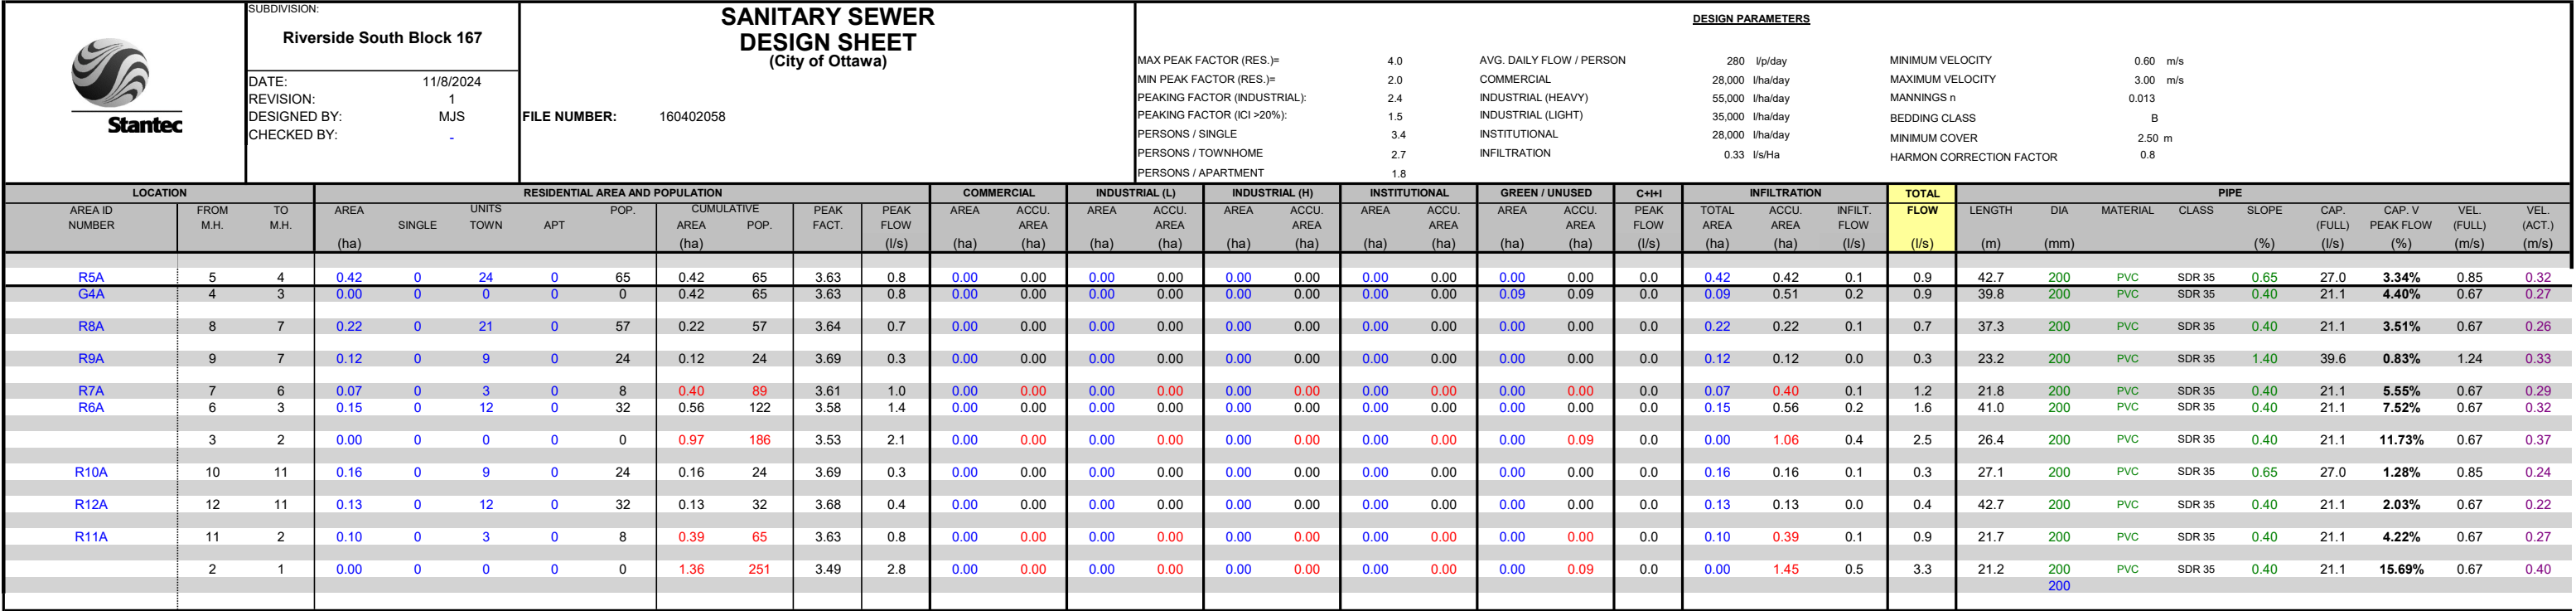 SUBDIVISION:
Riverside South Block 167
SANITARY SEWER
DESIGN SHEET
(City of Ottawa)
Stantec
DATE: 11/8/2024
REVISION: 1
DESIGNED BY: MJS
CHECKED BY: -
FILE NUMBER: 160402058
DESIGN PARAMETERS
MAX PEAK FACTOR (RES.)= 4.0 AVG. DAILY FLOW / PERSON 280 l/p/day MINIMUM VELOCITY 0.60 m/s
MIN PEAK FACTOR (RES.)= 2.0 COMMERCIAL 28,000 l/ha/day MAXIMUM VELOCITY 3.00 m/s
PEAKING FACTOR (INDUSTRIAL): 2.4 INDUSTRIAL (HEAVY) 55,000 l/ha/day MANNINGS n 0.013
PEAKING FACTOR (ICI >20%): 1.5 INDUSTRIAL (LIGHT) 35,000 l/ha/day BEDDING CLASS B
PERSONS / SINGLE 3.4 INSTITUTIONAL 28,000 l/ha/day MINIMUM COVER 2.50 m
PERSONS / TOWNHOME 2.7 INFILTRATION 0.33 l/s/Ha HARMON CORRECTION FACTOR 0.8
PERSONS / APARTMENT 1.8
LOCATION RESIDENTIAL AREA AND POPULATION COMMERCIAL INDUSTRIAL (L) INDUSTRIAL (H) INSTITUTIONAL GREEN / UNUSED C+I+I INFILTRATION TOTAL PIPE
AREA ID FROM TO AREA UNITS POP. CUMULATIVE PEAK PEAK AREA ACCU. AREA ACCU. AREA ACCU. AREA ACCU. AREA ACCU. PEAK TOTAL ACCU. INFILT. FLOW LENGTH DIA MATERIAL CLASS SLOPE CAP. CAP. V VEL. VEL.
NUMBER M.H. M.H. SINGLE TOWN APT AREA POP. FACT. FLOW AREA AREA AREA AREA AREA FLOW AREA AREA FLOW (FULL) PEAK FLOW (FULL) (ACT.)
(ha) (ha) (l/s) (ha) (ha) (ha) (ha) (ha) (ha) (ha) (ha) (ha) (ha) (l/s) (ha) (ha) (l/s) (l/s) (m) (mm) (%) (l/s) (%) (m/s) (m/s)
R5A 5 4 0.42 0 24 0 65 0.42 65 3.63 0.8 0.00 0.00 0.00 0.00 0.00 0.00 0.00 0.00 0.00 0.00 0.0 0.42 0.42 0.1 0.9 42.7 200 PVC SDR 35 0.65 27.0 3.34% 0.85 0.32
G4A 4 3 0.00 0 0 0 0 0.42 65 3.63 0.8 0.00 0.00 0.00 0.00 0.00 0.00 0.00 0.00 0.09 0.09 0.0 0.09 0.51 0.2 0.9 39.8 200 PVC SDR 35 0.40 21.1 4.40% 0.67 0.27
R8A 8 7 0.22 0 21 0 57 0.22 57 3.64 0.7 0.00 0.00 0.00 0.00 0.00 0.00 0.00 0.00 0.00 0.00 0.0 0.22 0.22 0.1 0.7 37.3 200 PVC SDR 35 0.40 21.1 3.51% 0.67 0.26
R9A 9 7 0.12 0 9 0 24 0.12 24 3.69 0.3 0.00 0.00 0.00 0.00 0.00 0.00 0.00 0.00 0.00 0.00 0.0 0.12 0.12 0.0 0.3 23.2 200 PVC SDR 35 1.40 39.6 0.83% 1.24 0.33
R7A 7 6 0.07 0 3 0 8 0.40 89 3.61 1.0 0.00 0.00 0.00 0.00 0.00 0.00 0.00 0.00 0.00 0.00 0.0 0.07 0.40 0.1 1.2 21.8 200 PVC SDR 35 0.40 21.1 5.55% 0.67 0.29
R6A 6 3 0.15 0 12 0 32 0.56 122 3.58 1.4 0.00 0.00 0.00 0.00 0.00 0.00 0.00 0.00 0.00 0.00 0.0 0.15 0.56 0.2 1.6 41.0 200 PVC SDR 35 0.40 21.1 7.52% 0.67 0.32
3 2 0.00 0 0 0 0 0.97 186 3.53 2.1 0.00 0.00 0.00 0.00 0.00 0.00 0.00 0.00 0.00 0.09 0.0 0.00 1.06 0.4 2.5 26.4 200 PVC SDR 35 0.40 21.1 11.73% 0.67 0.37
R10A 10 11 0.16 0 9 0 24 0.16 24 3.69 0.3 0.00 0.00 0.00 0.00 0.00 0.00 0.00 0.00 0.00 0.00 0.0 0.16 0.16 0.1 0.3 27.1 200 PVC SDR 35 0.65 27.0 1.28% 0.85 0.24
R12A 12 11 0.13 0 12 0 32 0.13 32 3.68 0.4 0.00 0.00 0.00 0.00 0.00 0.00 0.00 0.00 0.00 0.00 0.0 0.13 0.13 0.0 0.4 42.7 200 PVC SDR 35 0.40 21.1 2.03% 0.67 0.22
R11A 11 2 0.10 0 3 0 8 0.39 65 3.63 0.8 0.00 0.00 0.00 0.00 0.00 0.00 0.00 0.00 0.00 0.00 0.0 0.10 0.39 0.1 0.9 21.7 200 PVC SDR 35 0.40 21.1 4.22% 0.67 0.27
2 1 0.00 0 0 0 0 1.36 251 3.49 2.8 0.00 0.00 0.00 0.00 0.00 0.00 0.00 0.00 0.00 0.09 0.0 0.00 1.45 0.5 3.3 21.2 200 PVC SDR 35 0.40 21.1 15.69% 0.67 0.40
200